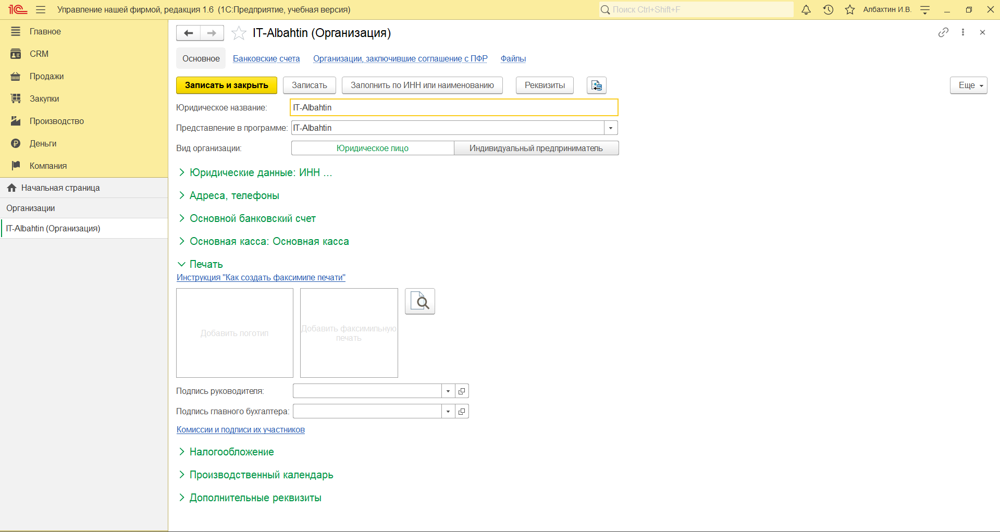 Управление нашей фирмой, редакция 1.6 (1С:Предприятие, учебная версия)
Поиск Ctrl+Shift+F
Албахтин И.В.
Главное
CRM
Продажи
Закупки
Производство
Деньги
Компания
Начальная страница
Организации
IT-Albahtin (Организация)
IT-Albahtin (Организация)
Основное Банковские счета Организации, заключившие соглашение с ПФР Файлы
Записать и закрыть Записать Заполнить по ИНН или наименованию Реквизиты Еще
Юридическое название: IT-Albahtin
Представление в программе: IT-Albahtin
Вид организации: Юридическое лицо Индивидуальный предприниматель
Юридические данные: ИНН ...
Адреса, телефоны
Основной банковский счет
Основная касса: Основная касса
Печать
Инструкция "Как создать факсимиле печати"
Добавить логотип
Добавить факсимильную
печать
Подпись руководителя:
Подпись главного бухгалтера:
Комиссии и подписи их участников
Налогообложение
Производственный календарь
Дополнительные реквизиты